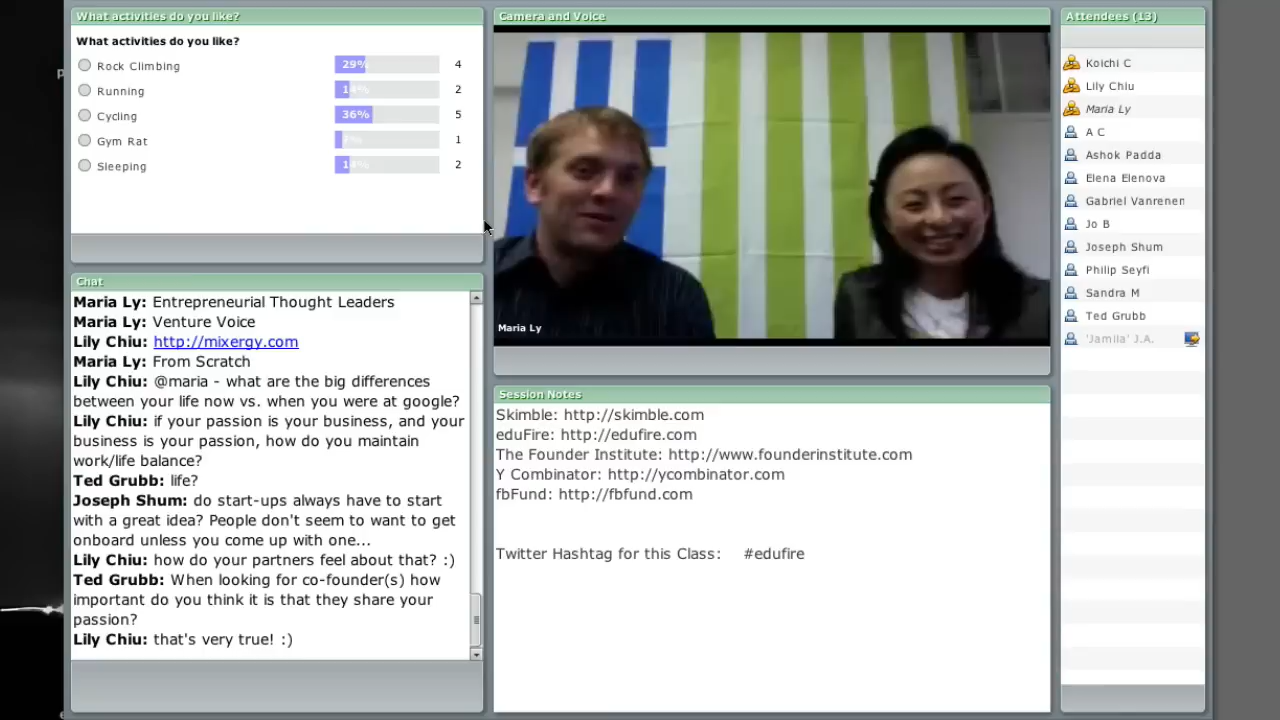 What activities do you like?
What activities do you like?
Rock Climbing 29% 4
Running 14% 2
Cycling 36% 5
Gym Rat 7% 1
Sleeping 14% 2
Chat
Maria Ly: Entrepreneurial Thought Leaders
Maria Ly: Venture Voice
Lily Chiu: http://mixergy.com
Maria Ly: From Scratch
Lily Chiu: @maria - what are the big differences
between your life now vs. when you were at google?
Lily Chiu: if your passion is your business, and your
business is your passion, how do you maintain
work/life balance?
Ted Grubb: life?
Joseph Shum: do start-ups always have to start
with a great idea? People don't seem to want to get
onboard unless you come up with one...
Lily Chiu: how do your partners feel about that? :)
Ted Grubb: When looking for co-founder(s) how
important do you think it is that they share your
passion?
Lily Chiu: that's very true! :)
Camera and Voice
Maria Ly
Session Notes
Skimble: http://skimble.com
eduFire: http://edufire.com
The Founder Institute: http://www.founderinstitute.com
Y Combinator: http://ycombinator.com
fbFund: http://fbfund.com
Twitter Hashtag for this Class: #edufire
Attendees (13)
Koichi C
Lily Chiu
Maria Ly
A C
Ashok Padda
Elena Elenova
Gabriel Vanrenen
Jo B
Joseph Shum
Philip Seyfi
Sandra M
Ted Grubb
'Jamila' J.A.